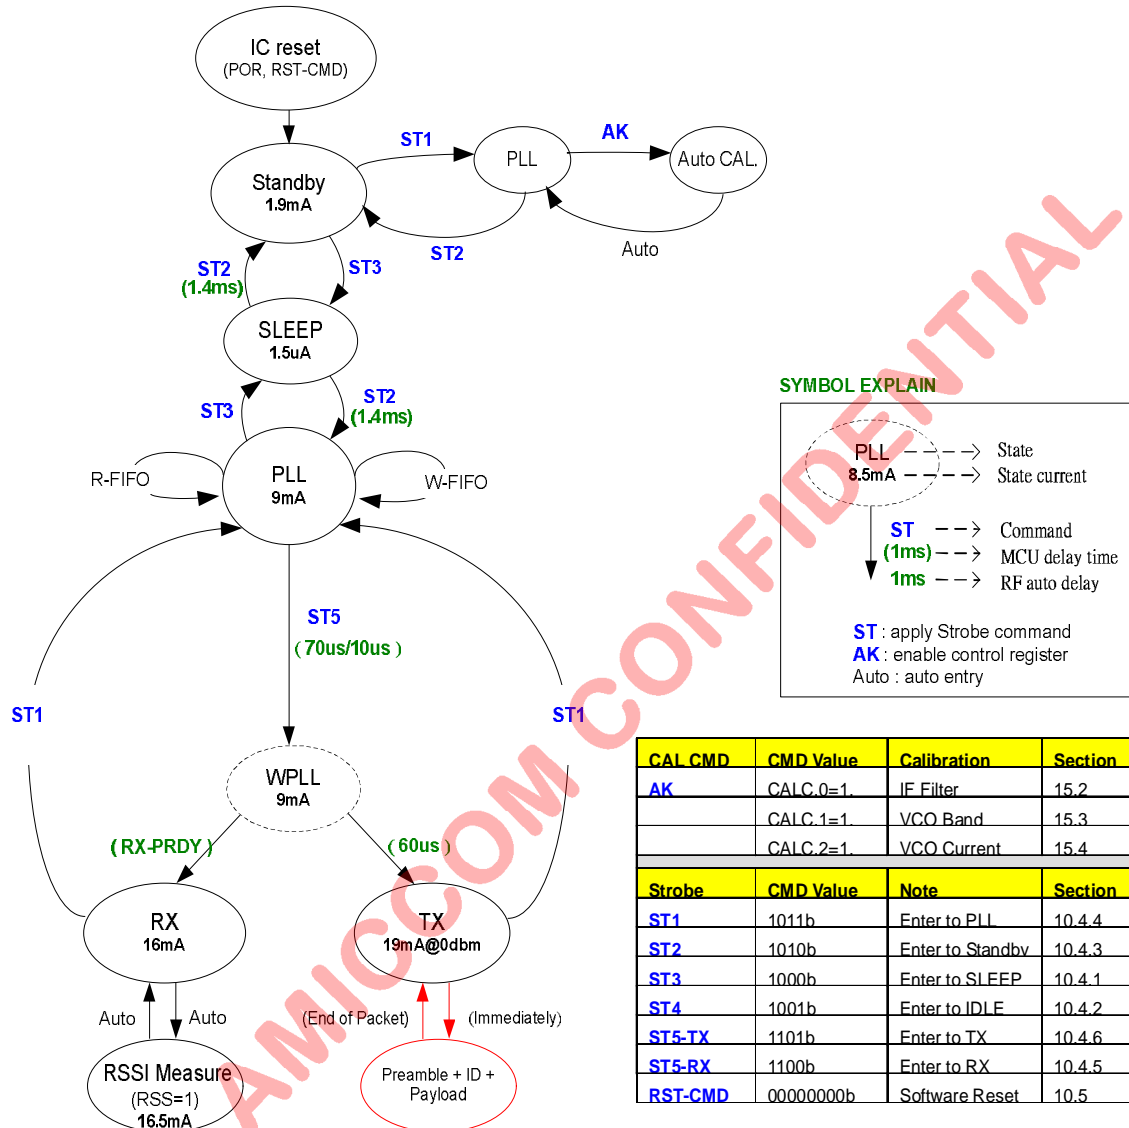 IC reset
(POR, RST-CMD)
ST1
AK
PLL
Auto CAL.
Standby
1.9mA
ST2
Auto
ST2
(1.4ms)
ST3
SLEEP
1.5uA
ST3
ST2
(1.4ms)
R-FIFO
PLL
9mA
W-FIFO
ST5
(70us/10us)
ST1
ST1
WPLL
9mA
(RX-PRDY)
(60us)
RX
16mA
TX
19mA@0dbm
Auto
Auto
(End of Packet)
(Immediately)
RSSI Measure
(RSS=1)
16.5mA
Preamble + ID +
Payload
SYMBOL EXPLAIN
PLL
8.5mA
State
State current
ST
Command
(1ms)
MCU delay time
1ms
RF auto delay
ST : apply Strobe command
AK : enable control register
Auto : auto entry
CAL CMD CMD Value Calibration Section
AK CALC.0=1. IF Filter 15.2
CALC.1=1. VCO Band 15.3
CALC.2=1. VCO Current 15.4
Strobe CMD Value Note Section
ST1 1011b Enter to PLL 10.4.4
ST2 1010b Enter to Standby 10.4.3
ST3 1000b Enter to SLEEP 10.4.1
ST4 1001b Enter to IDLE 10.4.2
ST5-TX 1101b Enter to TX 10.4.6
ST5-RX 1100b Enter to RX 10.4.5
RST-CMD 00000000b Software Reset 10.5
AMICCOM CONFIDENTIAL